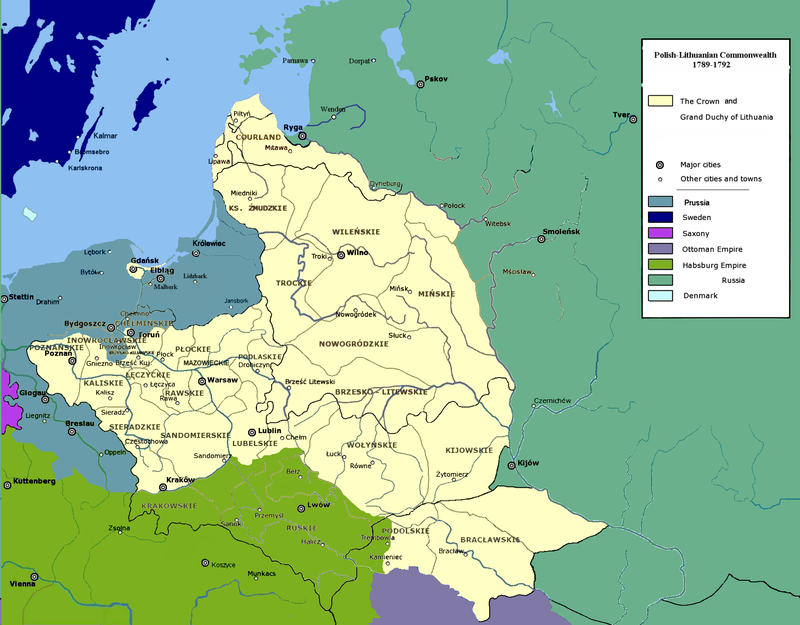 Polish-Lithuanian Commonwealth
1789-1792
The Crown and
Grand Duchy of Lithuania
Major cities
Other cities and towns
Prussia
Sweden
Saxony
Ottoman Empire
Habsburg Empire
Russia
Denmark
Parnawa
Dorpat
Pskov
Tver
Piltyń
Wenden
Ryga
COURLAND
Mitawa
Lipawa
Kalmar
Bromsebro
Karlskrona
Dyneburg
Miedniki
KS. ŻMUDZKIE
Połock
Witebsk
Smoleńsk
WILEŃSKIE
Wilno
Troki
Królewiec
Lębork
Gdańsk
Elbląg
Bytów
Malbork
Lidzbark
Mścisław
TROCKIE
Mińsk
MIŃSKIE
Stettin
Drahim
Jansbork
Nowogródek
Chełmno
CHEŁMIŃSKIE
Bydgoszcz
Toruń
Słuck
INOWROCŁAWSKIE
Inowrocław
NOWOGRÓDZKIE
POZNAŃSKIE
Poznań
PŁOCKIE
Gniezno
Brześć Kuj.
Płock
MAZOWIECKIE
PODLASKIE
Drohiczyn
ŁĘCZYCKIE
Łęczyca
KALISKIE
Warsaw
Brześć Litewski
BRZESKO - LITEWSKIE
Kalisz
RAWSKIE
Rawa
Glogau
Liegnitz
Sieradz
Czernichów
Breslau
SIERADZKIE
SANDOMIERSKIE
Lublin
Chełm
LUBELSKIE
Częstochowa
Oppeln
Sandomierz
WOŁYŃSKIE
Łuck
Równe
KIJOWSKIE
Żytomierz
Kijów
Bełz
Kuttenberg
Kraków
KRAKOWSKIE
Lwów
Przemyśl
Sanok
RUSKIE
Halicz
Zsolna
PODOLSKIE
Trembowla
BRACŁAWSKIE
Bracław
Kamieniec
Koszyce
Munkacs
Vienna